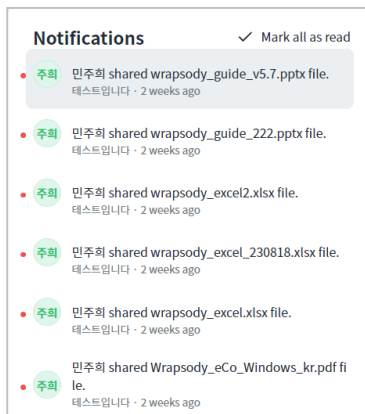 Notifications
Mark all as read
주희
민주희 shared wrapsody_guide_v5.7.pptx file.
테스트입니다 · 2 weeks ago
주희
민주희 shared wrapsody_guide_222.pptx file.
테스트입니다 · 2 weeks ago
주희
민주희 shared wrapsody_excel2.xlsx file.
테스트입니다 · 2 weeks ago
주희
민주희 shared wrapsody_excel_230818.xlsx file.
테스트입니다 · 2 weeks ago
주희
민주희 shared wrapsody_excel.xlsx file.
테스트입니다 · 2 weeks ago
주희
민주희 shared Wrapsody_eCo_Windows_kr.pdf fi
le.
테스트입니다 · 2 weeks ago